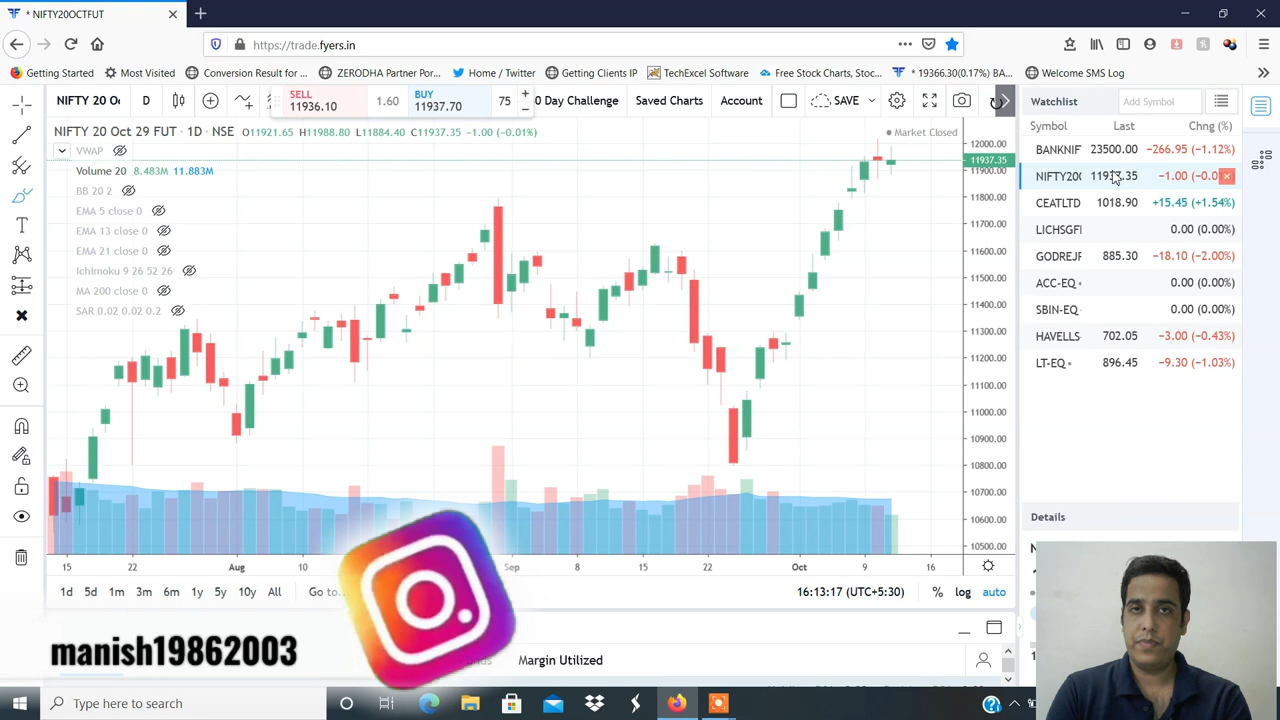 * NIFTY20OCTFUT
https://trade.fyers.in
Getting Started
Most Visited
Conversion Result for ...
ZERODHA Partner Por...
Home / Twitter
Getting Clients IP
TechExcel Software
Free Stock Charts, Stoc...
* 19366.30(0.17%) BA...
Welcome SMS Log
NIFTY 20 Oc
D
SELL
11936.10
1.60
BUY
11937.70
75
0 Day Challenge
Saved Charts
Account
SAVE
NIFTY 20 Oct 29 FUT · 1D · NSE O11921.65 H11988.80 L11884.40 C11937.35 −1.00 (−0.01%)
Market Closed
VWAP
Volume 20 8.483M 11.883M
BB 20 2
EMA 5 close 0
EMA 13 close 0
EMA 21 close 0
Ichimoku 9 26 52 26
MA 200 close 0
SAR 0.02 0.02 0.2
12000.00
11937.35
11900.00
11800.00
11700.00
11600.00
11500.00
11400.00
11300.00
11200.00
11100.00
11000.00
10900.00
10800.00
10700.00
10600.00
10500.00
15 22 Aug 10 Sep 8 15 22 Oct 9 16
1d 5d 1m 3m 6m 1y 5y 10y All Go to...
16:13:17 (UTC+5:30) % log auto
Watchlist
Add Symbol
Symbol Last Chng (%)
BANKNIF 23500.00 −266.95 (−1.12%)
NIFTY20 11937.35 −1.00 (−0.0
CEATLTD 1018.90 +15.45 (+1.54%)
LICHSGFI 0.00 (0.00%)
GODREJF 885.30 −18.10 (−2.00%)
ACC-EQ 0.00 (0.00%)
SBIN-EQ 0.00 (0.00%)
HAVELLS 702.05 −3.00 (−0.43%)
LT-EQ 896.45 −9.30 (−1.03%)
Details
manish19862003
Margin Utilized
Type here to search